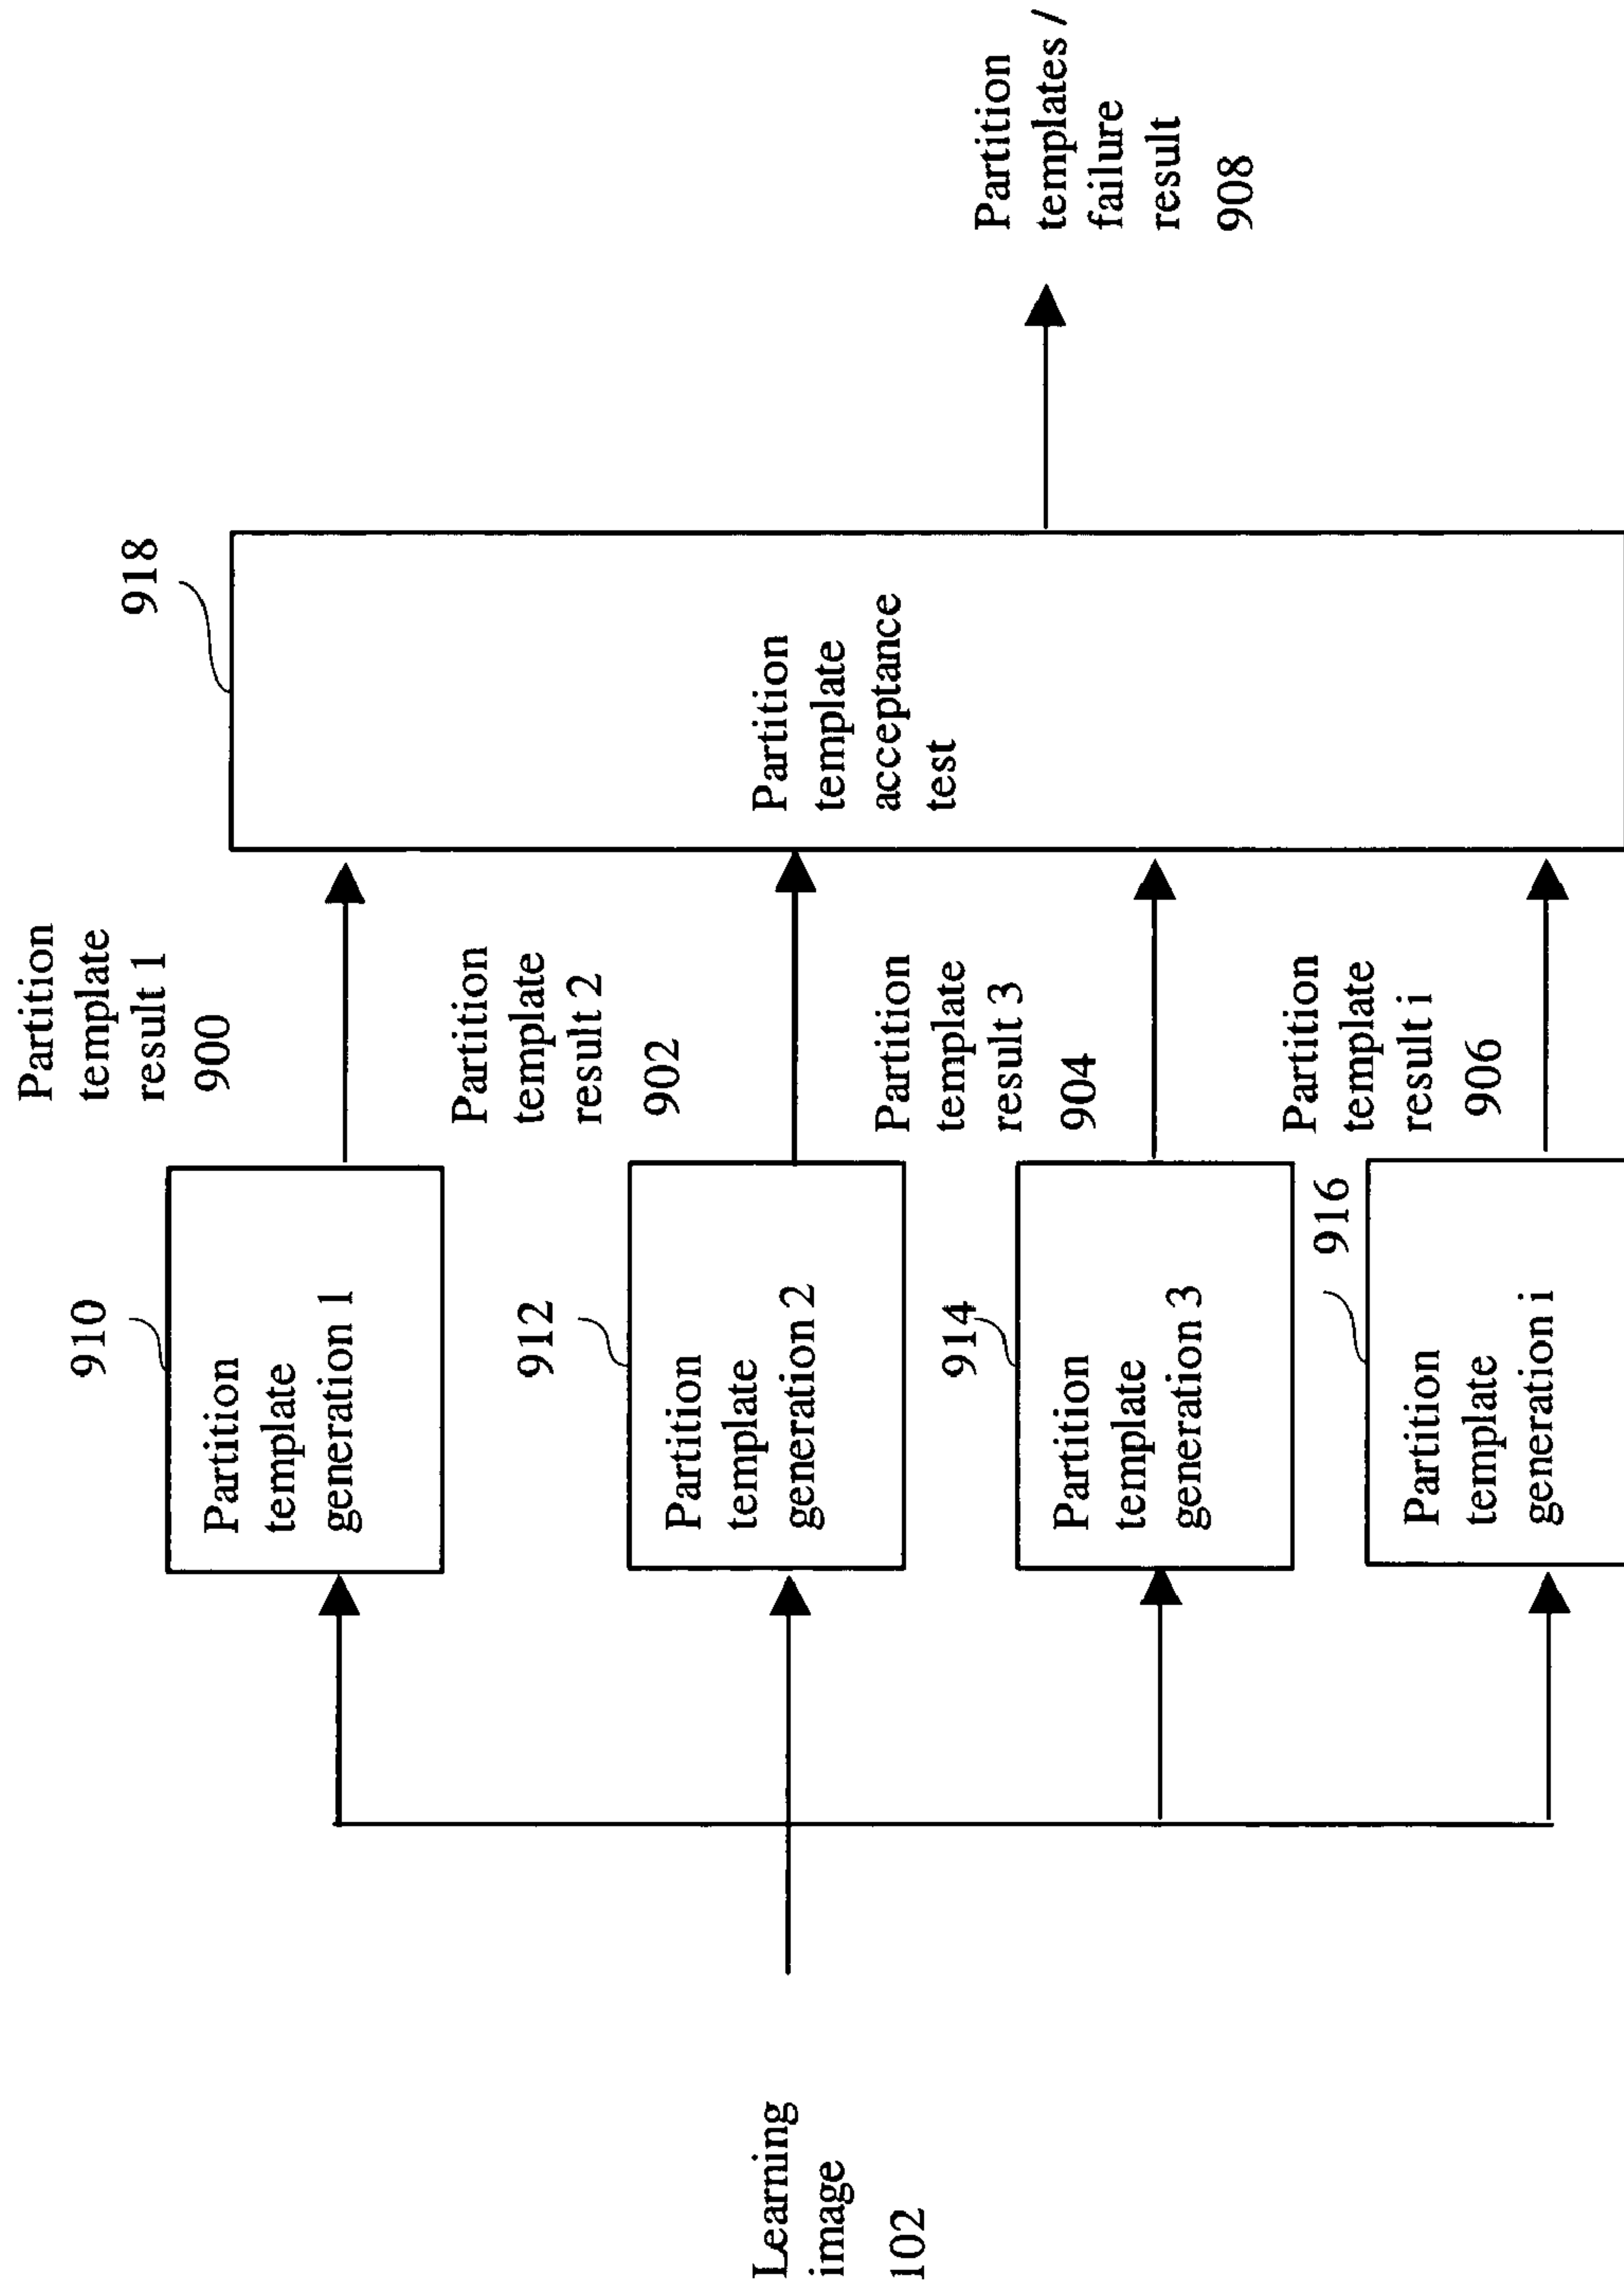 Learning
image
102
910
Partition
template
generation 1
912
Partition
template
generation 2
914
Partition
template
generation 3
916
Partition
template
generation i
Partition
template
result 1
900
Partition
template
result 2
902
Partition
template
result 3
904
Partition
template
result i
906
918
Partition
template
acceptance
test
Partition
templates /
failure
result
908